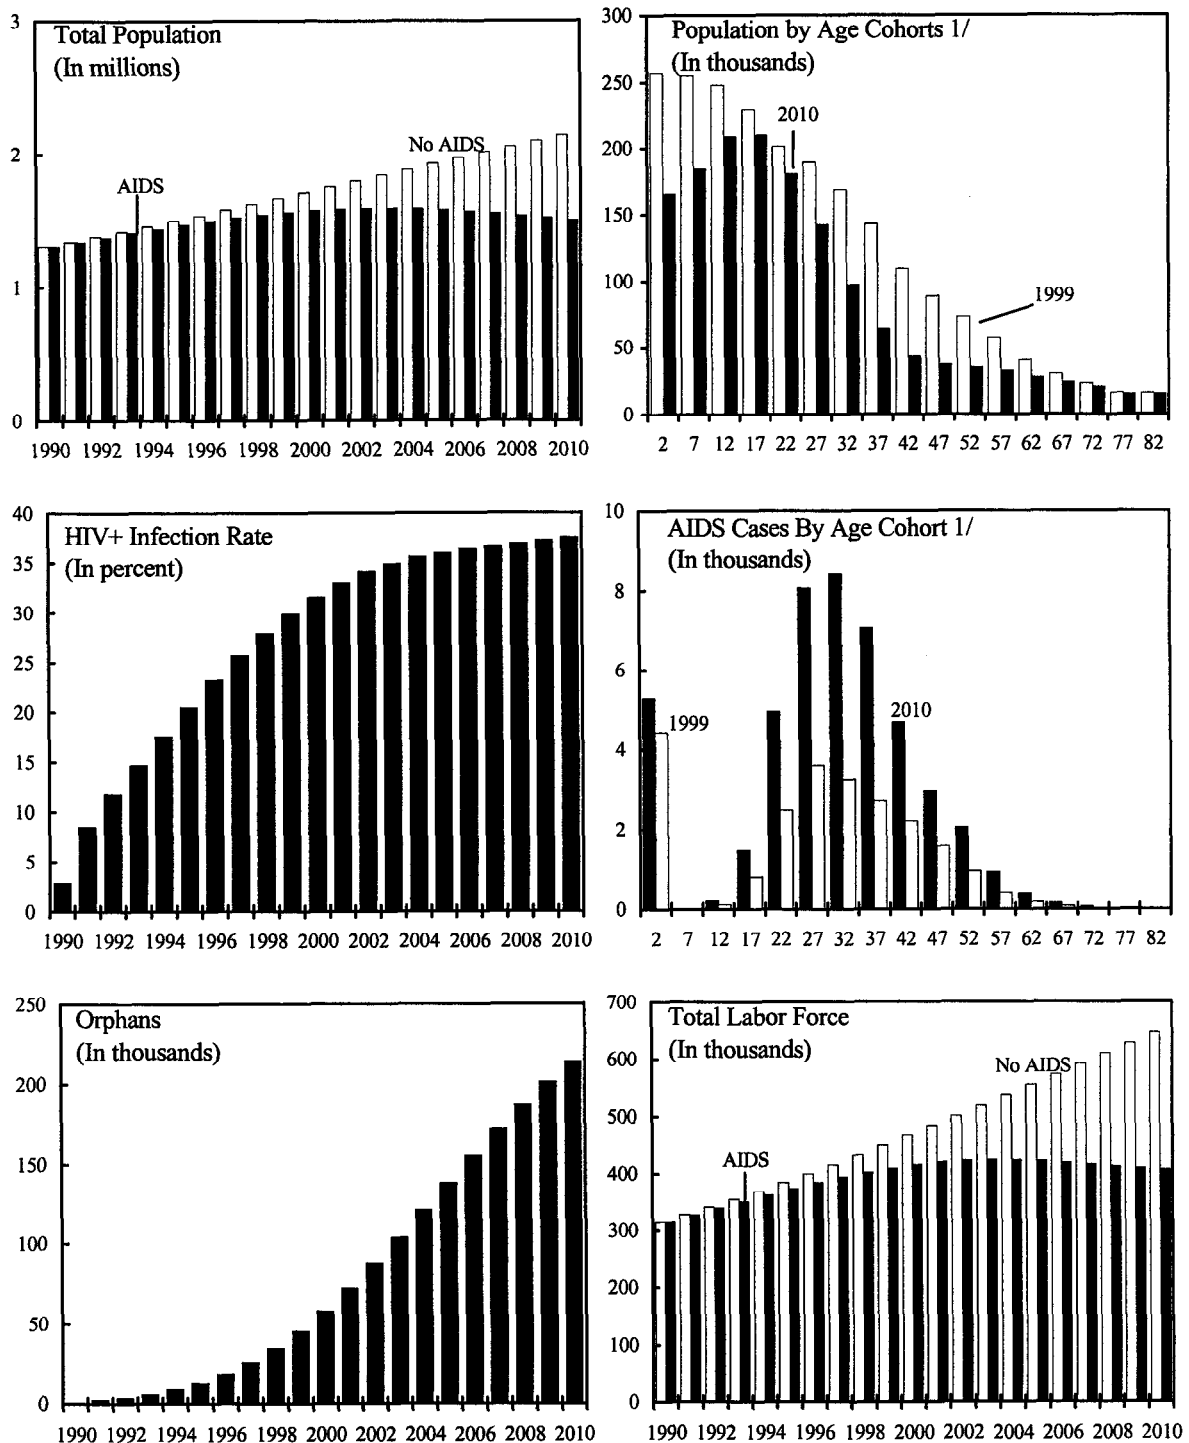 Total Population
(In millions)
3
2
1
0
No AIDS
AIDS
1990 1992 1994 1996 1998 2000 2002 2004 2006 2008 2010
Population by Age Cohorts 1/
(In thousands)
300
250
200
150
100
50
0
2010
1999
2 7 12 17 22 27 32 37 42 47 52 57 62 67 72 77 82
HIV+ Infection Rate
(In percent)
40
35
30
25
20
15
10
5
0
1990 1992 1994 1996 1998 2000 2002 2004 2006 2008 2010
AIDS Cases By Age Cohort 1/
(In thousands)
10
8
6
4
2
0
1999
2010
2 7 12 17 22 27 32 37 42 47 52 57 62 67 72 77 82
Orphans
(In thousands)
250
200
150
100
50
0
1990 1992 1994 1996 1998 2000 2002 2004 2006 2008 2010
Total Labor Force
(In thousands)
700
600
500
400
300
200
100
0
No AIDS
AIDS
1990 1992 1994 1996 1998 2000 2002 2004 2006 2008 2010